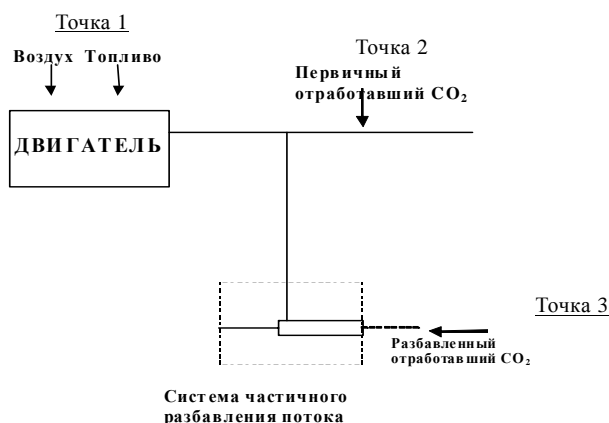 Точка 1
Воздух Топливо
Точка 2
Первичный
отработавший CO₂
ДВИГАТЕЛЬ
Точка 3
Разбавленный
отработавший CO₂
Система частичного
разбавления потока